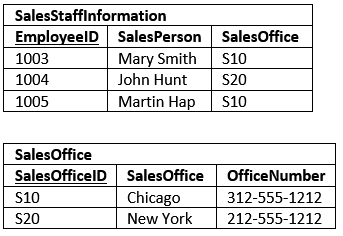 SalesStaffInformation
EmployeeID SalesPerson SalesOffice
1003 Mary Smith S10
1004 John Hunt S20
1005 Martin Hap S10
SalesOffice
SalesOfficeID SalesOffice OfficeNumber
S10 Chicago 312-555-1212
S20 New York 212-555-1212